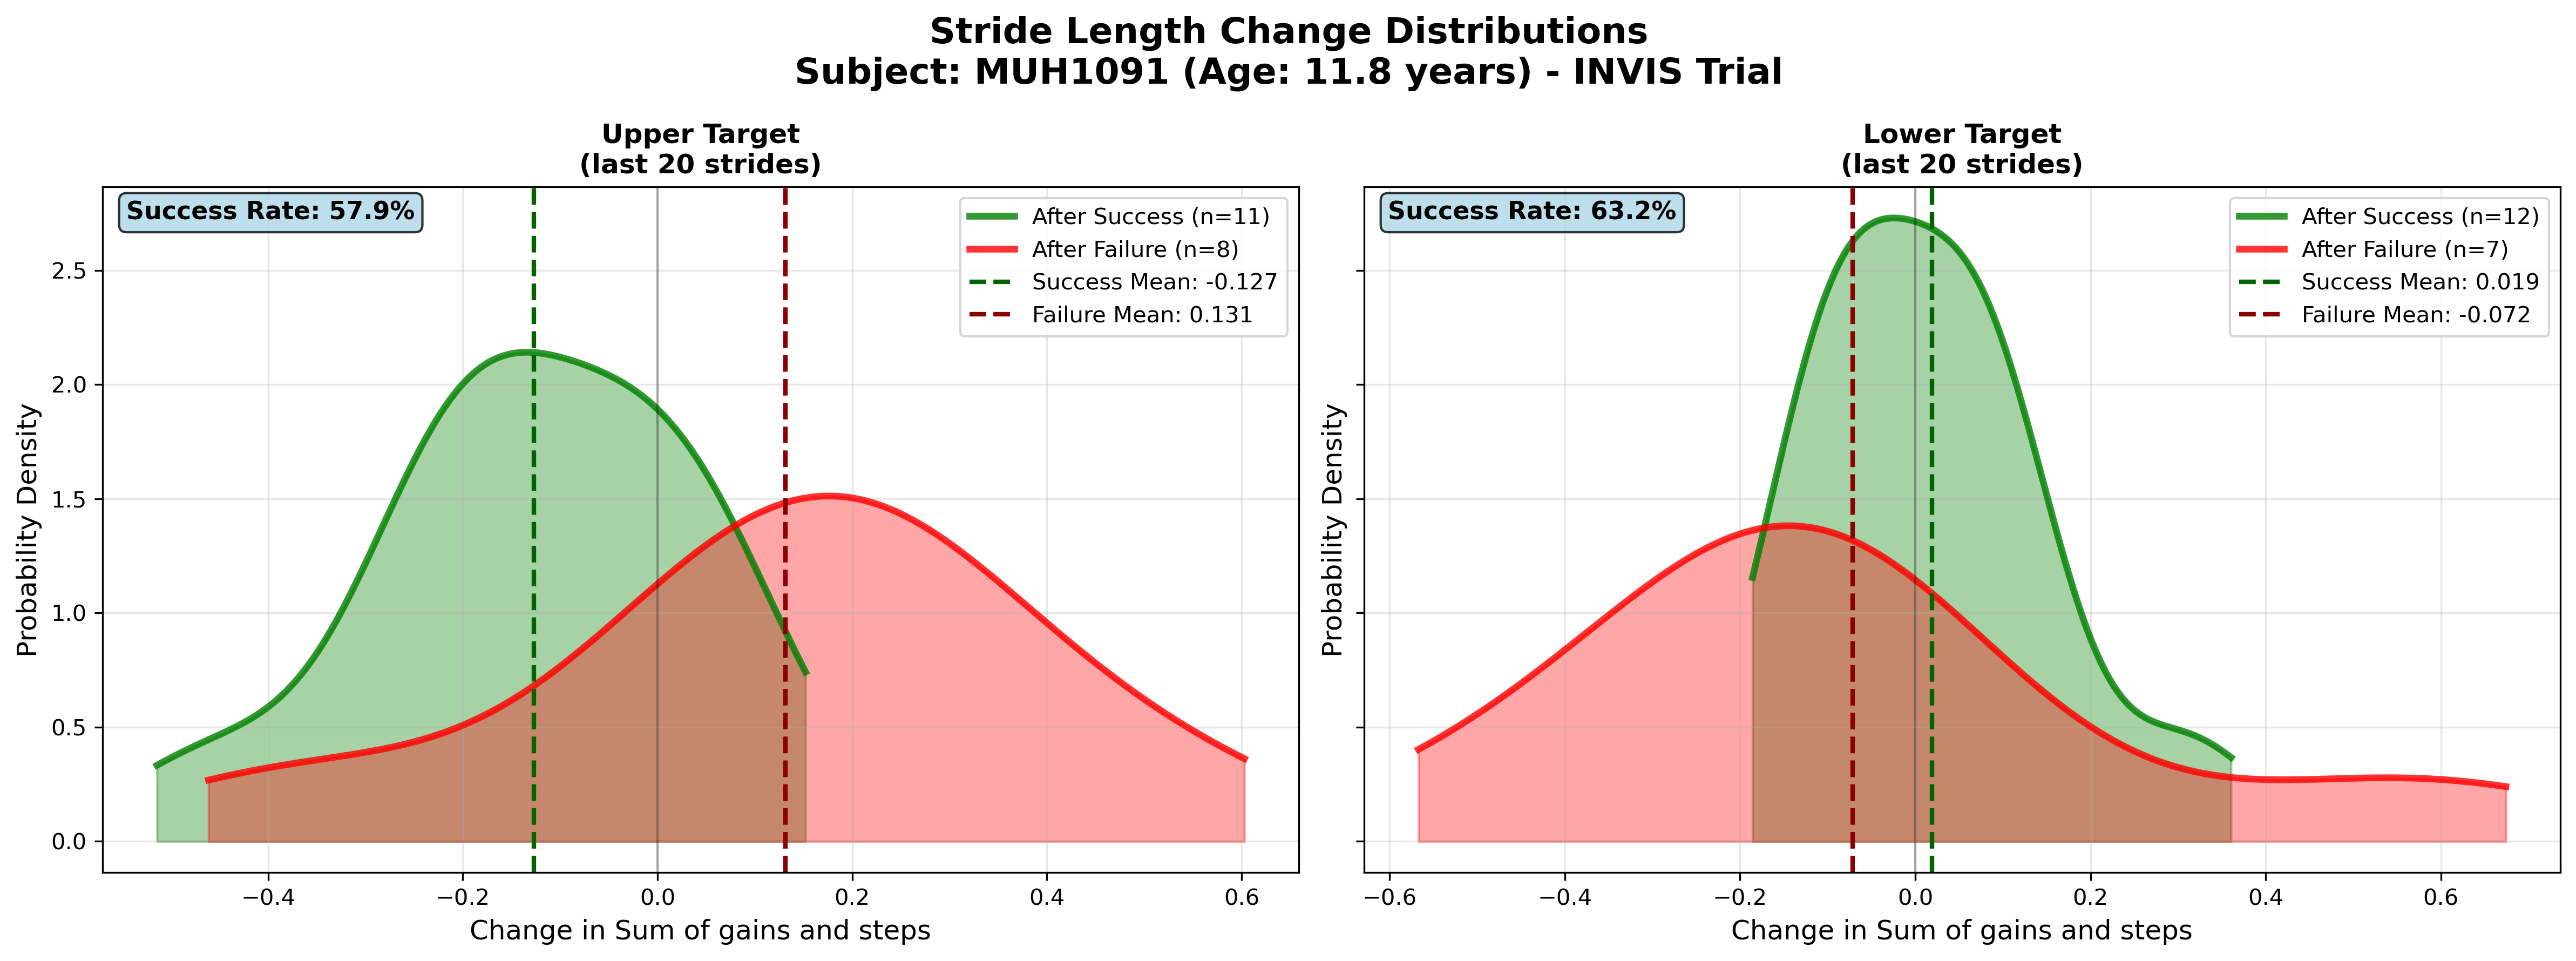 Stride Length Change Distributions
Subject: MUH1091 (Age: 11.8 years) - INVIS Trial
Upper Target
(last 20 strides)
Success Rate: 57.9%
After Success (n=11)
After Failure (n=8)
Success Mean: -0.127
Failure Mean: 0.131
Probability Density
2.5
2.0
1.5
1.0
0.5
0.0
−0.4
−0.2
0.0
0.2
0.4
0.6
Change in Sum of gains and steps
Lower Target
(last 20 strides)
Success Rate: 63.2%
After Success (n=12)
After Failure (n=7)
Success Mean: 0.019
Failure Mean: -0.072
Probability Density
−0.6
−0.4
−0.2
0.0
0.2
0.4
0.6
Change in Sum of gains and steps